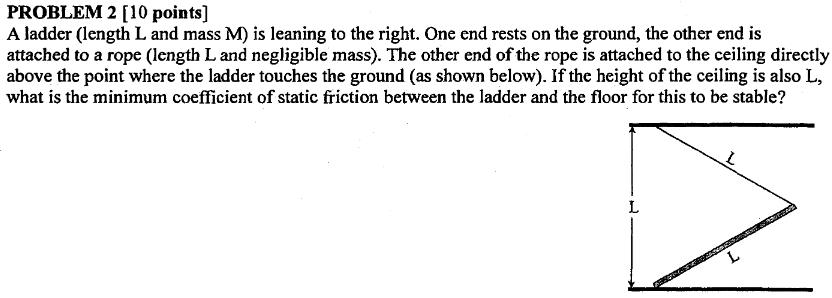 PROBLEM 2 [10 points]
A ladder (length L and mass M) is leaning to the right. One end rests on the ground, the other end is
attached to a rope (length L and negligible mass). The other end of the rope is attached to the ceiling directly
above the point where the ladder touches the ground (as shown below). If the height of the ceiling is also L,
what is the minimum coefficient of static friction between the ladder and the floor for this to be stable?
L
L
L